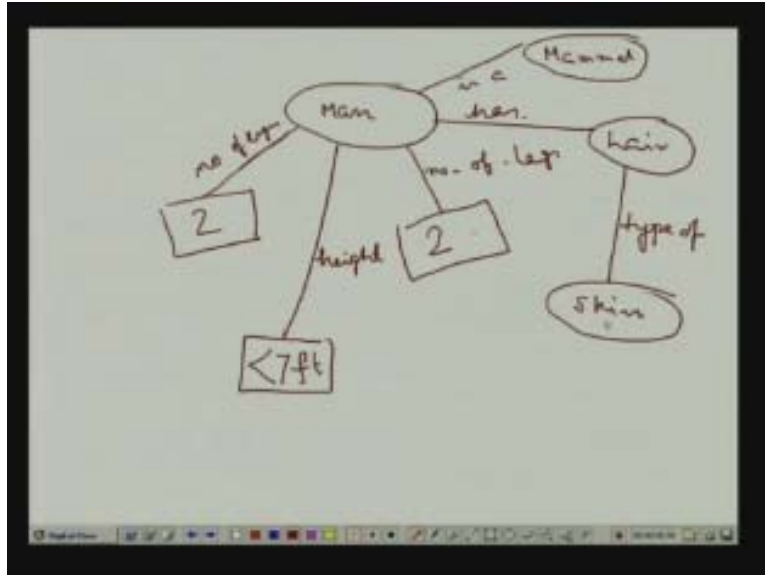 Mammal
is a
Man
has.
hair
no of legs
no-of-legs
2
2
type of
height
Skin
<7ft